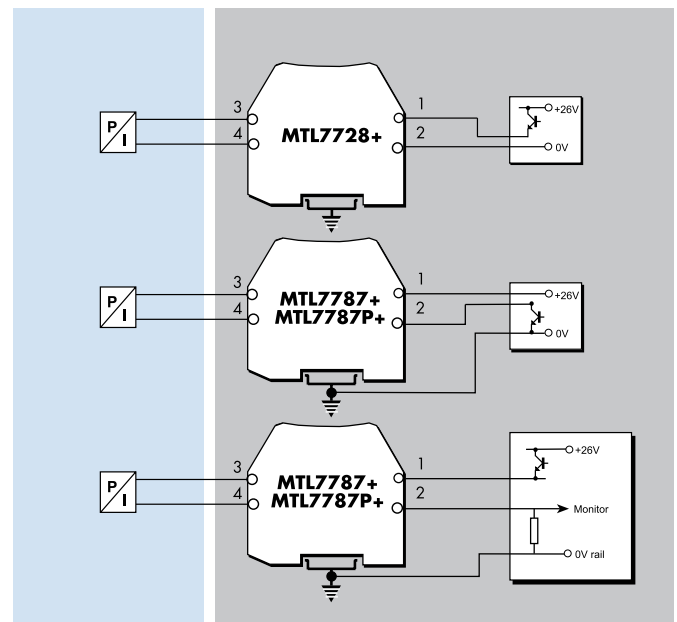 3 1
+26V
P/I MTL7728+
4 2
0V
3 1
+26V
P/I MTL7787+
MTL7787P+
4 2
0V
3 1
+26V
P/I MTL7787+
MTL7787P+
4 2
Monitor
0V rail